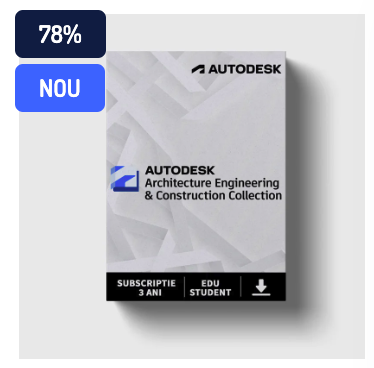 78%
NOU
AUTODESK
AUTODESK
Architecture Engineering
& Construction Collection
SUBSCRIPTIE
3 ANI
EDU
STUDENT